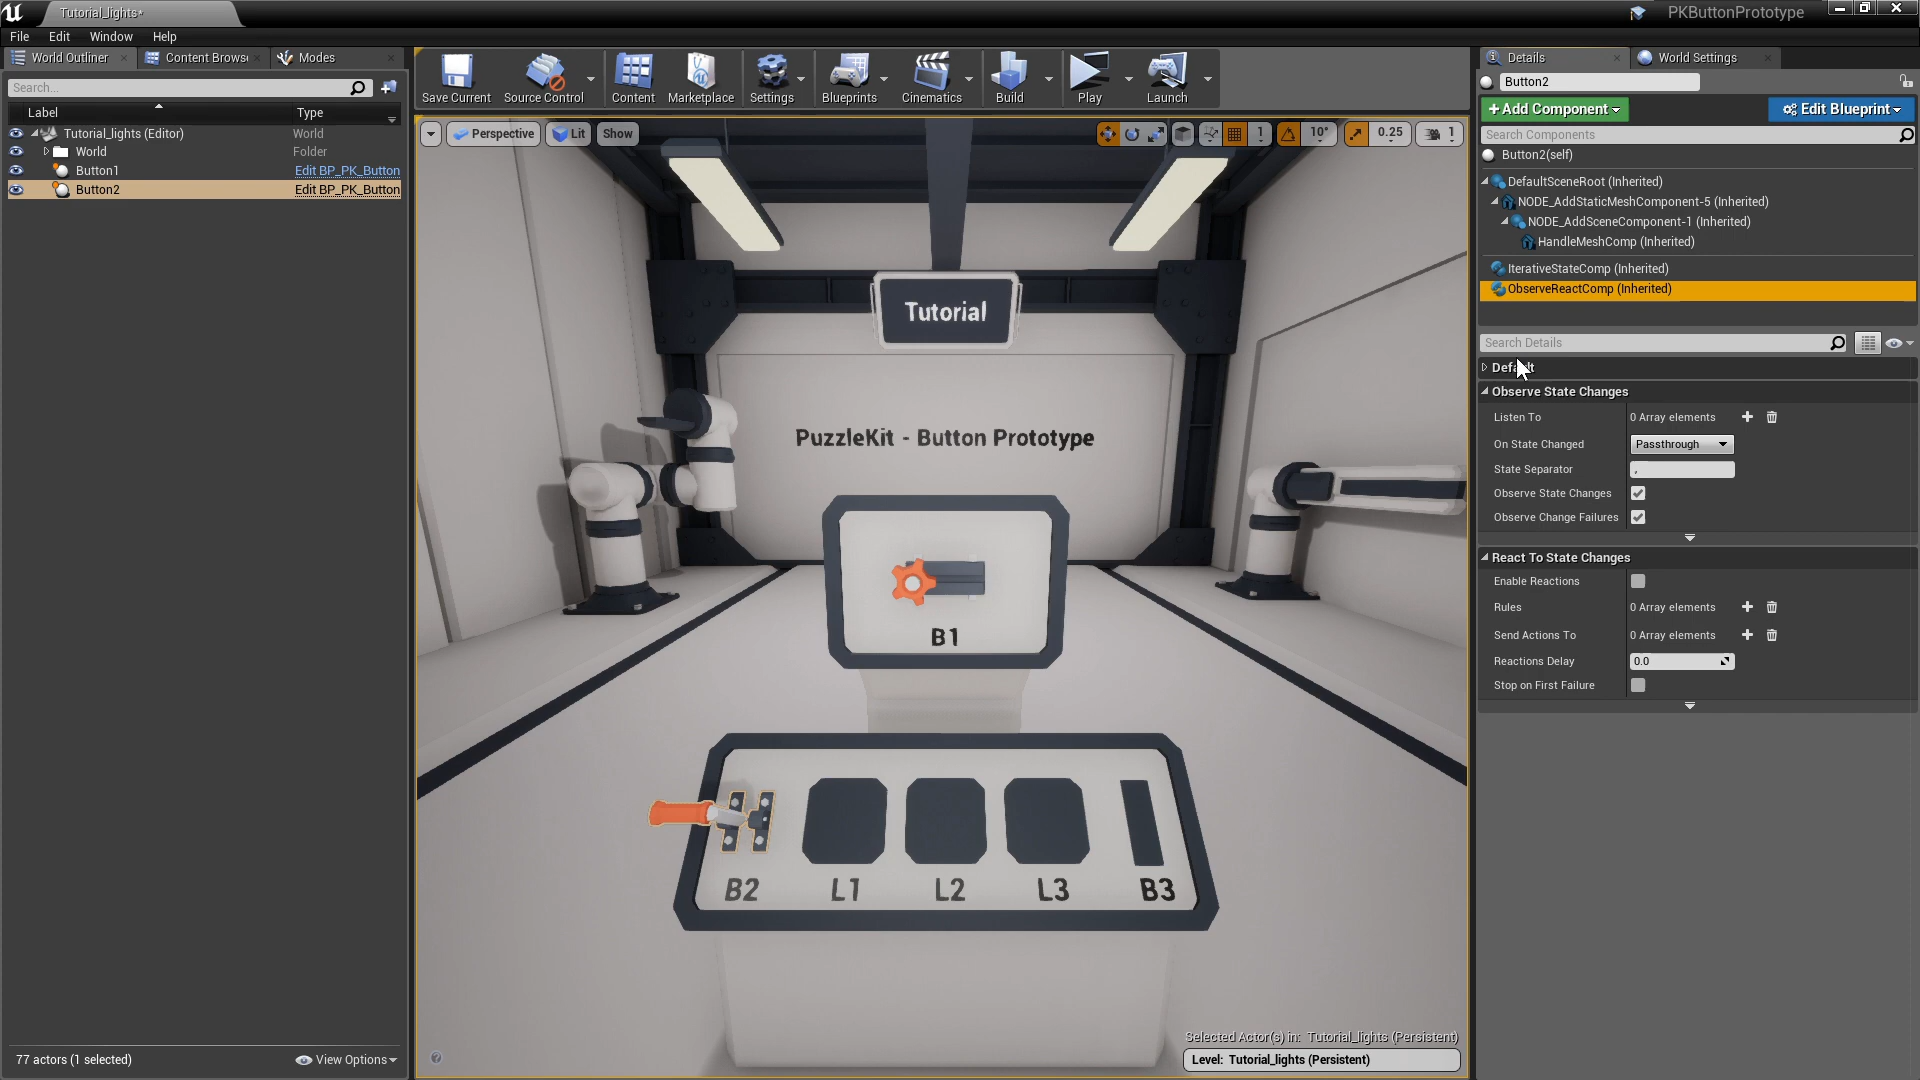 Tutorial_lights*
PKButtonPrototype
File Edit Window Help
World Outliner
Content Browse
Modes
Search...
Label
Type
Tutorial_lights (Editor)
World
World
Folder
Button1
Edit BP_PK_Button
Button2
Edit BP_PK_Button
77 actors (1 selected)
View Options
Save Current
Source Control
Content
Marketplace
Settings
Blueprints
Cinematics
Build
Play
Launch
Perspective
Lit
Show
1
10°
0.25
1
Tutorial
PuzzleKit - Button Prototype
B1
B2 L1 L2 L3 B3
Selected Actor(s) in: Tutorial_lights (Persistent)
Level: Tutorial_lights (Persistent)
Details
World Settings
Button2
+Add Component
Edit Blueprint
Search Components
Button2(self)
DefaultSceneRoot (Inherited)
NODE_AddStaticMeshComponent-5 (Inherited)
NODE_AddSceneComponent-1 (Inherited)
HandleMeshComp (Inherited)
IterativeStateComp (Inherited)
ObserveReactComp (Inherited)
Search Details
Default
Observe State Changes
Listen To
0 Array elements
On State Changed
Passthrough
State Separator
,
Observe State Changes
Observe Change Failures
React To State Changes
Enable Reactions
Rules
0 Array elements
Send Actions To
0 Array elements
Reactions Delay
0.0
Stop on First Failure